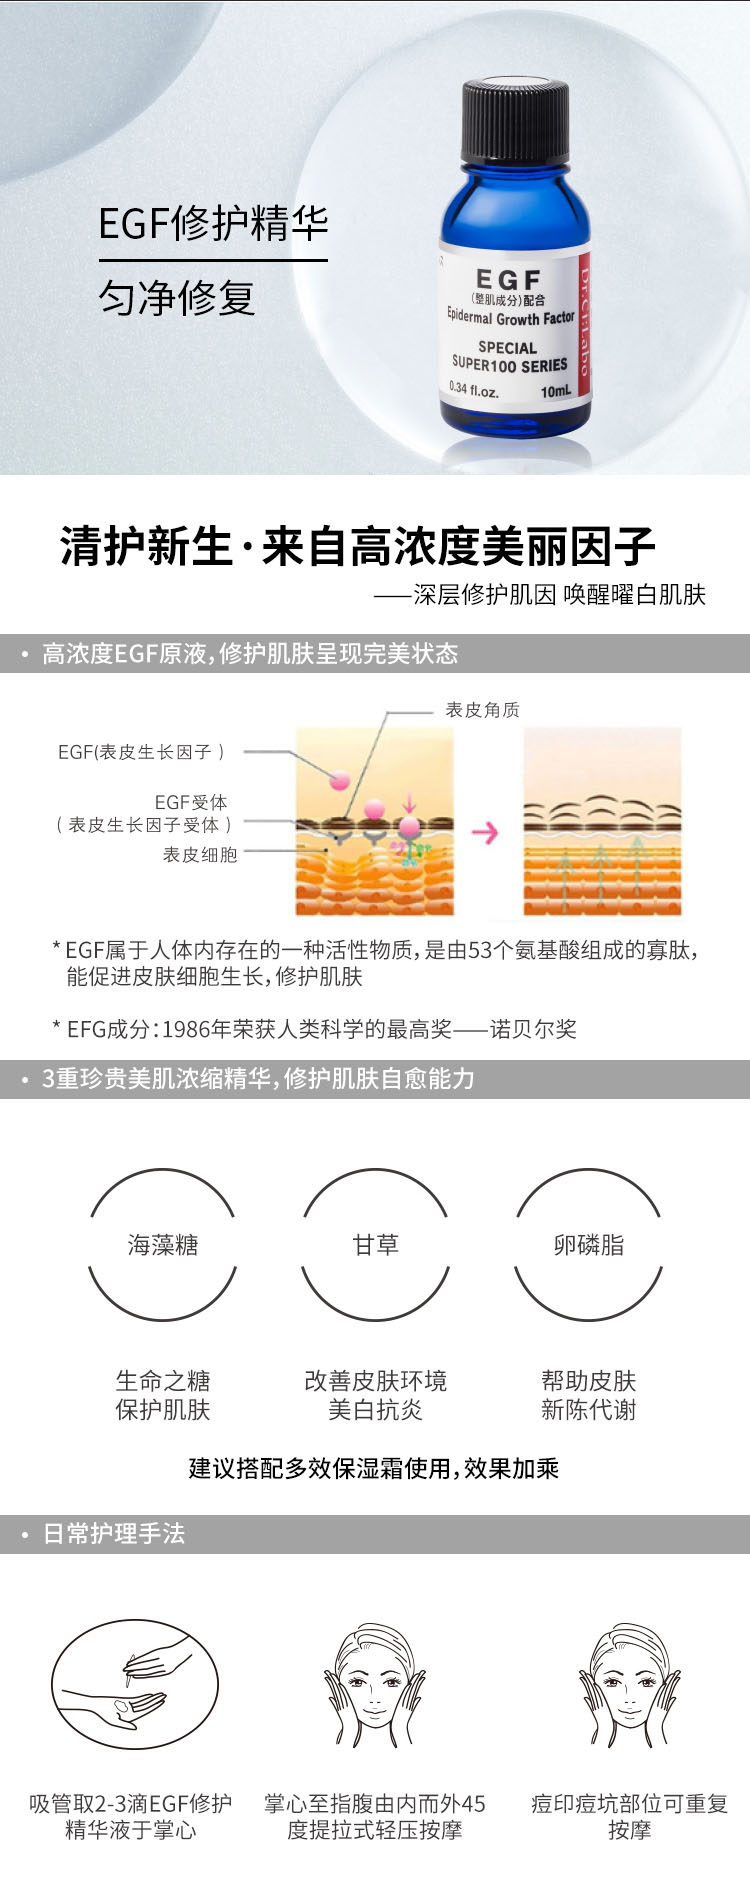 EGF修护精华
匀净修复
EGF
(整肌成分)配合
Epidermal Growth Factor
SPECIAL
SUPER100 SERIES
0.34 fl.oz. 10mL
Dr.Ci:Labo
清护新生·来自高浓度美丽因子
——深层修护肌因 唤醒曜白肌肤
• 高浓度EGF原液,修护肌肤呈现完美状态
表皮角质
EGF(表皮生长因子)
EGF受体
(表皮生长因子受体)
表皮细胞
*EGF属于人体内存在的一种活性物质,是由53个氨基酸组成的寡肽,
能促进皮肤细胞生长,修护肌肤
* EFG成分:1986年荣获人类科学的最高奖——诺贝尔奖
• 3重珍贵美肌浓缩精华,修护肌肤自愈能力
海藻糖
甘草
卵磷脂
生命之糖
保护肌肤
改善皮肤环境
美白抗炎
帮助皮肤
新陈代谢
建议搭配多效保湿霜使用,效果加乘
• 日常护理手法
吸管取2-3滴EGF修护
精华液于掌心
掌心至指腹由内而外45
度提拉式轻压按摩
痘印痘坑部位可重复
按摩